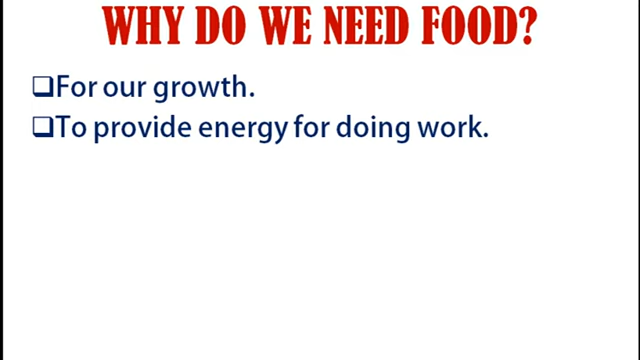 WHY DO WE NEED FOOD?
❑For our growth.
❑To provide energy for doing work.